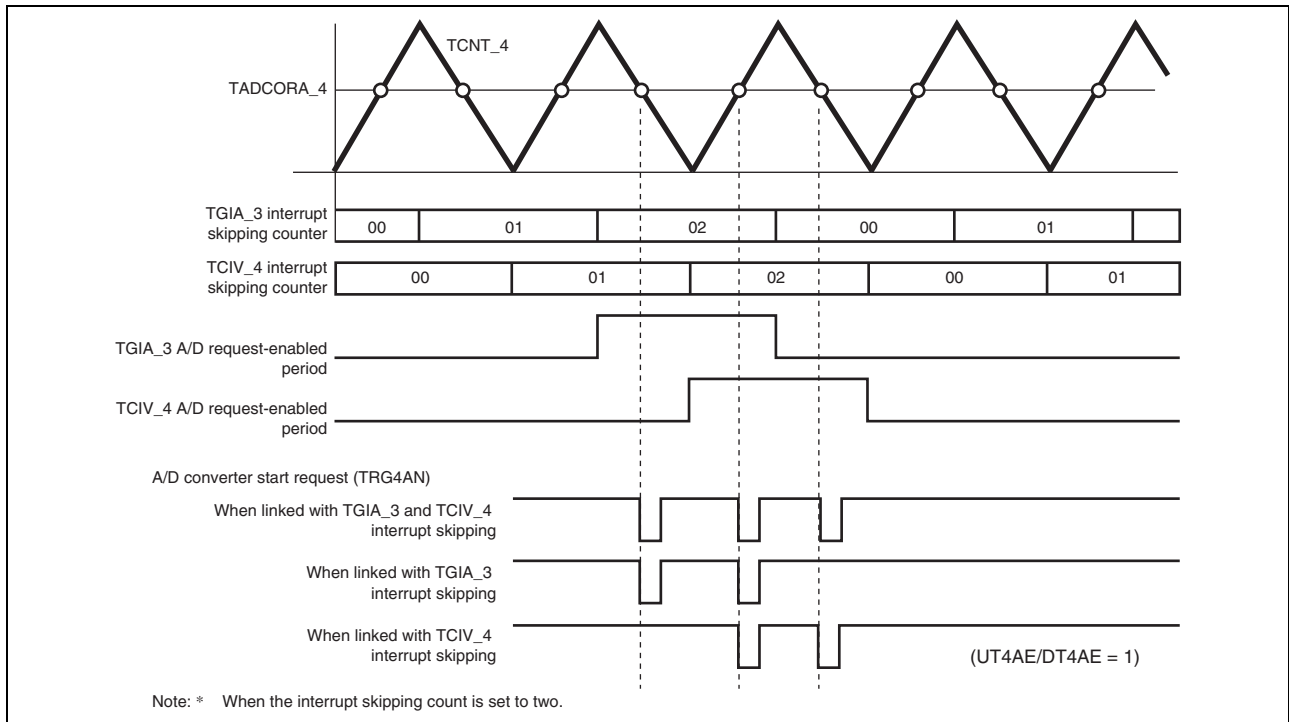 TCNT_4
TADCORA_4
TGIA_3 interrupt
skipping counter
00 01 02 00 01
TCIV_4 interrupt
skipping counter
00 01 02 00 01
TGIA_3 A/D request-enabled
period
TCIV_4 A/D request-enabled
period
A/D converter start request (TRG4AN)
When linked with TGIA_3 and TCIV_4
interrupt skipping
When linked with TGIA_3
interrupt skipping
When linked with TCIV_4
interrupt skipping
(UT4AE/DT4AE = 1)
Note: * When the interrupt skipping count is set to two.